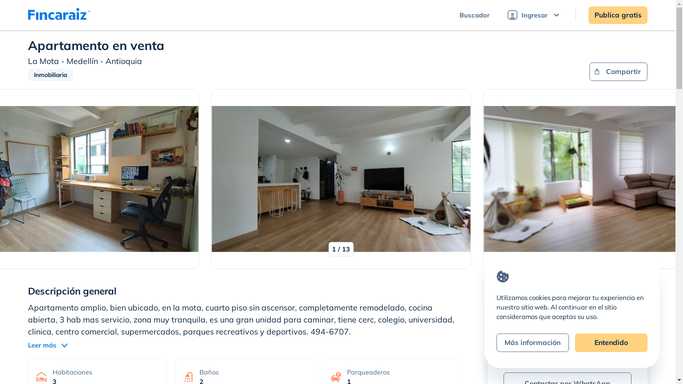 Fincaraiz
Buscador
Ingresar
Publica gratis
Apartamento en venta
La Mota - Medellín - Antioquia
Inmobiliaria
Compartir
1 / 13
Descripción general
Apartamento amplio, bien ubicado, en la mota, cuarto piso sin ascensor, completamente remodelado, cocina
abierta, 3 hab mas servicio, zona muy tranquila, es una gran unidad para caminar, tiene cerc, colegio, universidad,
clinica, centro comercial, supermercados, parques recreativos y deportivos. 494-6707.
Leer más
Habitaciones
3
Baños
2
Parqueaderos
1
Utilizamos cookies para mejorar tu experiencia en
nuestro sitio web. Al continuar en el sitio
consideramos que aceptas su uso.
Más información
Entendido
Contactar por WhatsApp